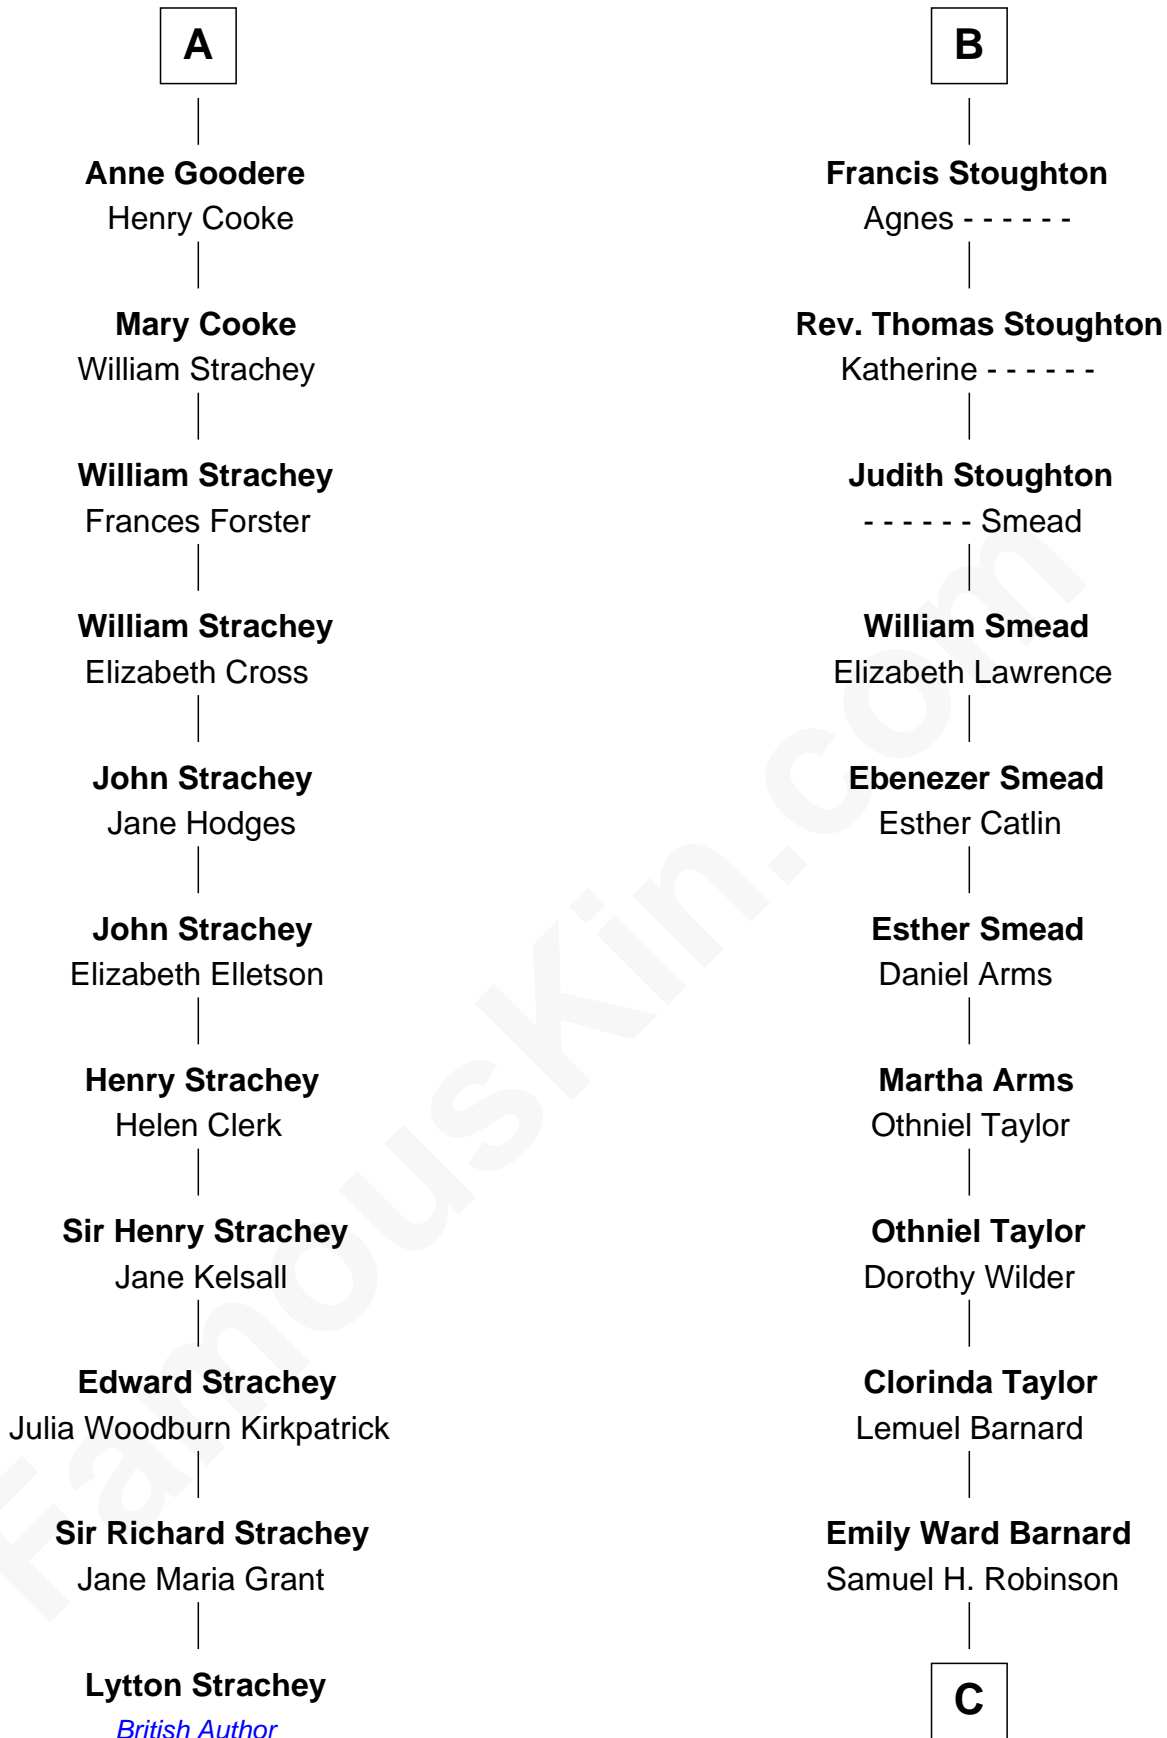 A
Anne Goodere
Henry Cooke
Mary Cooke
William Strachey
William Strachey
Frances Forster
William Strachey
Elizabeth Cross
John Strachey
Jane Hodges
John Strachey
Elizabeth Elletson
Henry Strachey
Helen Clerk
Sir Henry Strachey
Jane Kelsall
Edward Strachey
Julia Woodburn Kirkpatrick
Sir Richard Strachey
Jane Maria Grant
Lytton Strachey
British Author
B
Francis Stoughton
Agnes - - - - - -
Rev. Thomas Stoughton
Katherine - - - - - -
Judith Stoughton
- - - - - - Smead
William Smead
Elizabeth Lawrence
Ebenezer Smead
Esther Catlin
Esther Smead
Daniel Arms
Martha Arms
Othniel Taylor
Othniel Taylor
Dorothy Wilder
Clorinda Taylor
Lemuel Barnard
Emily Ward Barnard
Samuel H. Robinson
C
FamousKin.com